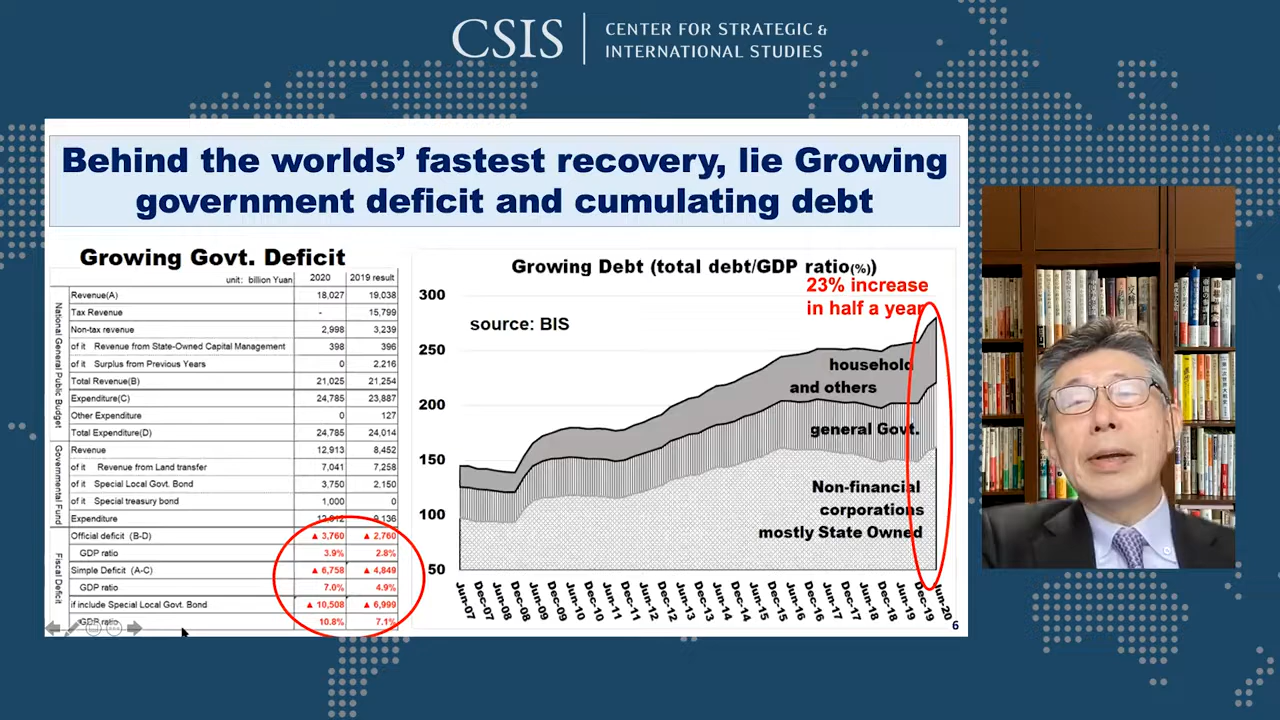 CSIS
CENTER FOR STRATEGIC &
INTERNATIONAL STUDIES
Behind the worlds’ fastest recovery, lie Growing
government deficit and cumulating debt
Growing Govt. Deficit
unit: billion Yuan 2020 2019 result
National General Public Budget
Revenue(A) 18,027 19,038
Tax Revenue - 15,799
Non-tax revenue 2,998 3,239
of it Revenue from State-Owned Capital Management 398 396
of it Surplus from Previous Years 0 2,216
Total Revenue(B) 21,025 21,254
Expenditure(C) 24,785 23,887
Other Expenditure 0 127
Total Expenditure(D) 24,785 24,014
Governmental Fund
Revenue 12,913 8,452
of it Revenue from Land transfer 7,041 7,258
of it Special Local Govt. Bond 3,750 2,150
of it Special treasury bond 1,000 0
Expenditure
Fiscal Deficit
Official deficit (B-D) ▲ 3,760 ▲ 2,760
GDP ratio 3.9% 2.8%
Simple Deficit (A-C) ▲ 6,758 ▲ 4,849
GDP ratio 7.0% 4.9%
if include Special Local Govt. Bond ▲ 10,508 ▲ 6,999
GDP ratio 10.8% 7.1%
Growing Debt (total debt/GDP ratio(%)
23% increase
in half a year
source: BIS
300
250
200
150
100
50
household
and others
general Govt.
Non-financial
corporations
mostly State Owned
Jun-07 Dec-07 Jun-08 Dec-08 Jun-09 Dec-09 Jun-10 Dec-10 Jun-11 Dec-11 Jun-12 Dec-12 Jun-13 Dec-13 Jun-14 Dec-14 Jun-15 Dec-15 Jun-16 Dec-16 Jun-17 Dec-17 Jun-18 Dec-18 Jun-19 Dec-19 Jun-20
6